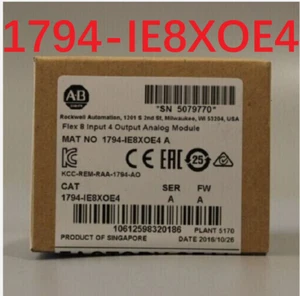 1794-IE8XOE4
A-B
"SN 5079770"
Rockwell Automation, 1201 S 2nd St, Milwaukee, WI 53204, USA
Flex 8 Input 4 Output Analog Module
MAT NO 1794-IE8XOE4 A
CE
25
KCC-REM-RAA-1794-AO
CAT SER FW
1794-IE8XOE4 A A
10612598320186 PLANT 5170
PRODUCT OF SINGAPORE DATE 2016/10/26